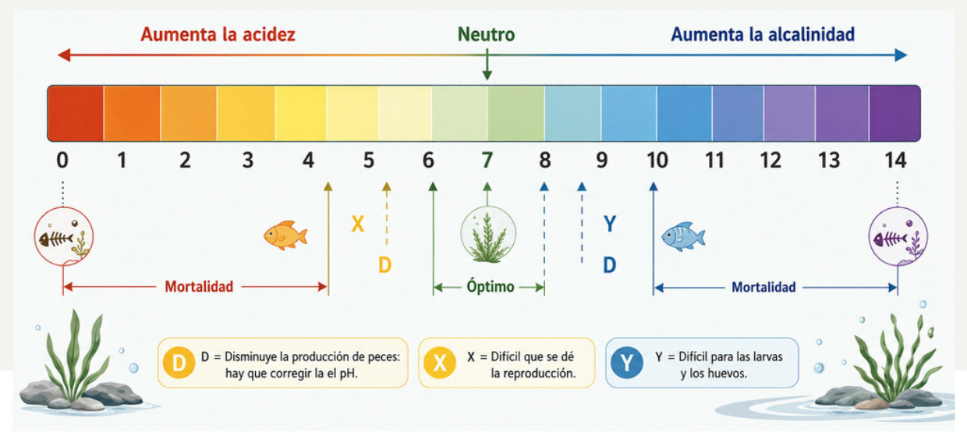 Aumenta la acidez
Neutro
Aumenta la alcalinidad
0 1 2 3 4 5 6 7 8 9 10 11 12 13 14
X
D
Y
D
Mortalidad
Óptimo
Mortalidad
D
D = Disminuye la producción de peces:
hay que corregir la el pH.
X
X = Difícil que se dé
la reproducción.
Y
Y = Difícil para las larvas
y los huevos.